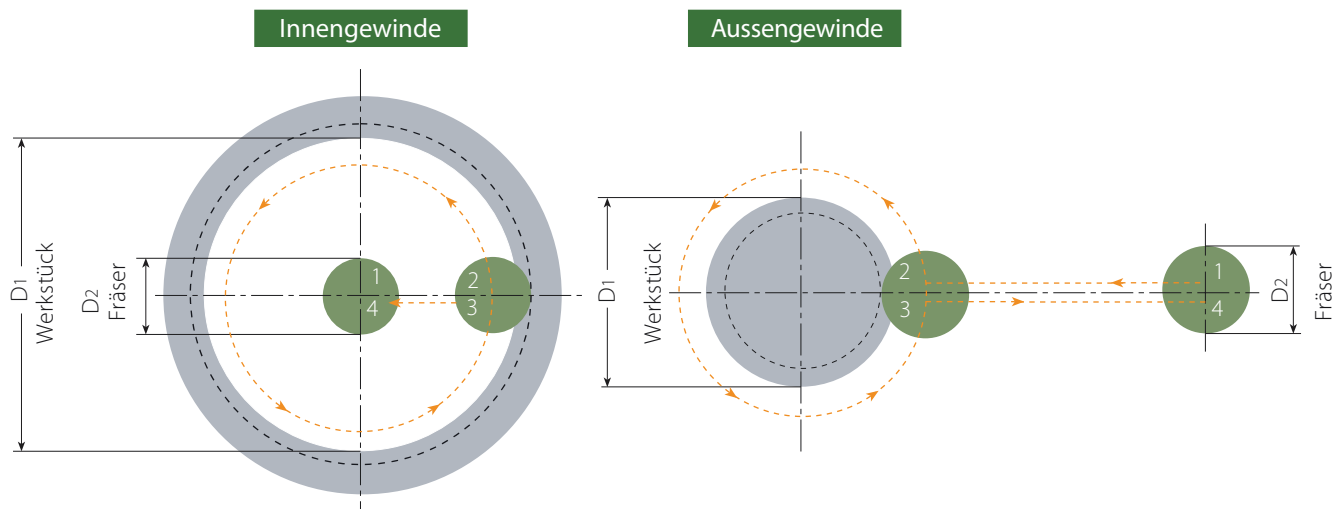 Innengewinde
D1
Werkstück
D2
Fräser
1
4
2
3
Aussengewinde
D1
Werkstück
2
3
1
4
D2
Fräser